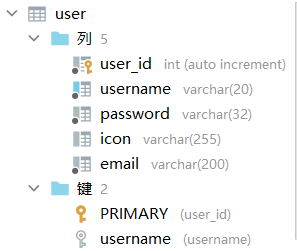 user
列 5
user_id int (auto increment)
username varchar(20)
password varchar(32)
icon varchar(255)
email varchar(200)
键 2
PRIMARY (user_id)
username (username)